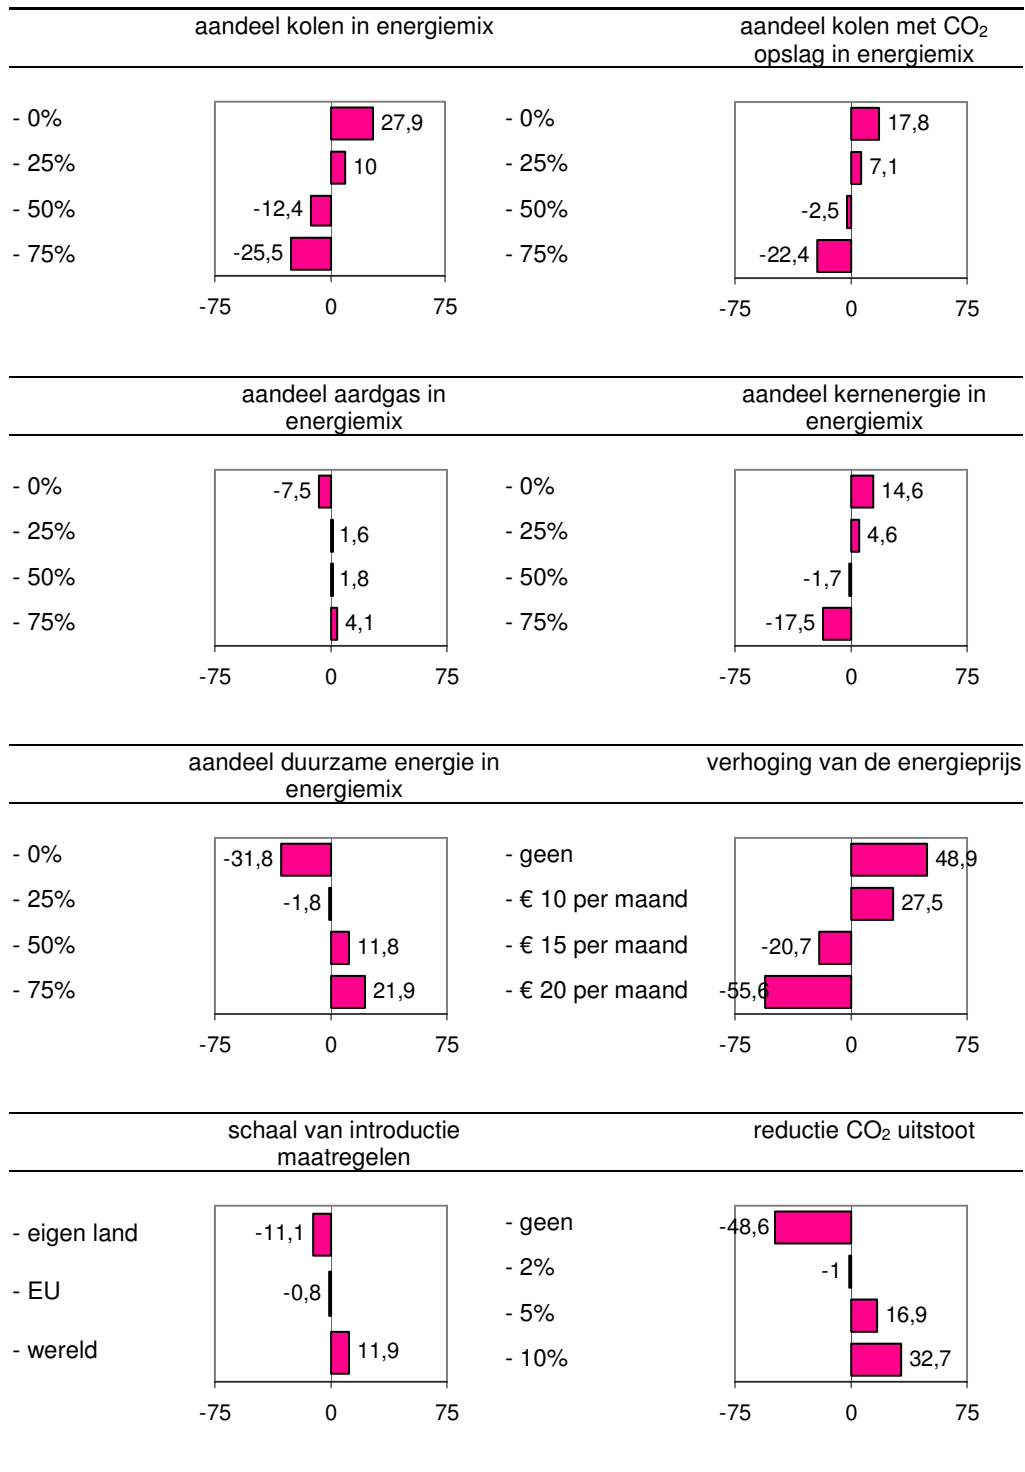 aandeel kolen in energiemix
- 0%
27,9
- 25%
10
- 50%
-12,4
- 75%
-25,5
-75 0 75
aandeel kolen met CO₂
opslag in energiemix
- 0%
17,8
- 25%
7,1
- 50%
-2,5
- 75%
-22,4
-75 0 75
aandeel aardgas in
energiemix
- 0%
-7,5
- 25%
1,6
- 50%
1,8
- 75%
4,1
-75 0 75
aandeel kernenergie in
energiemix
- 0%
14,6
- 25%
4,6
- 50%
-1,7
- 75%
-17,5
-75 0 75
aandeel duurzame energie in
energiemix
- 0%
-31,8
- 25%
-1,8
- 50%
11,8
- 75%
21,9
-75 0 75
verhoging van de energieprijs
- geen
48,9
- € 10 per maand
27,5
- € 15 per maand
-20,7
- € 20 per maand
-55,6
-75 0 75
schaal van introductie
maatregelen
- eigen land
-11,1
- EU
-0,8
- wereld
11,9
-75 0 75
reductie CO₂ uitstoot
- geen
-48,6
- 2%
-1
- 5%
16,9
- 10%
32,7
-75 0 75